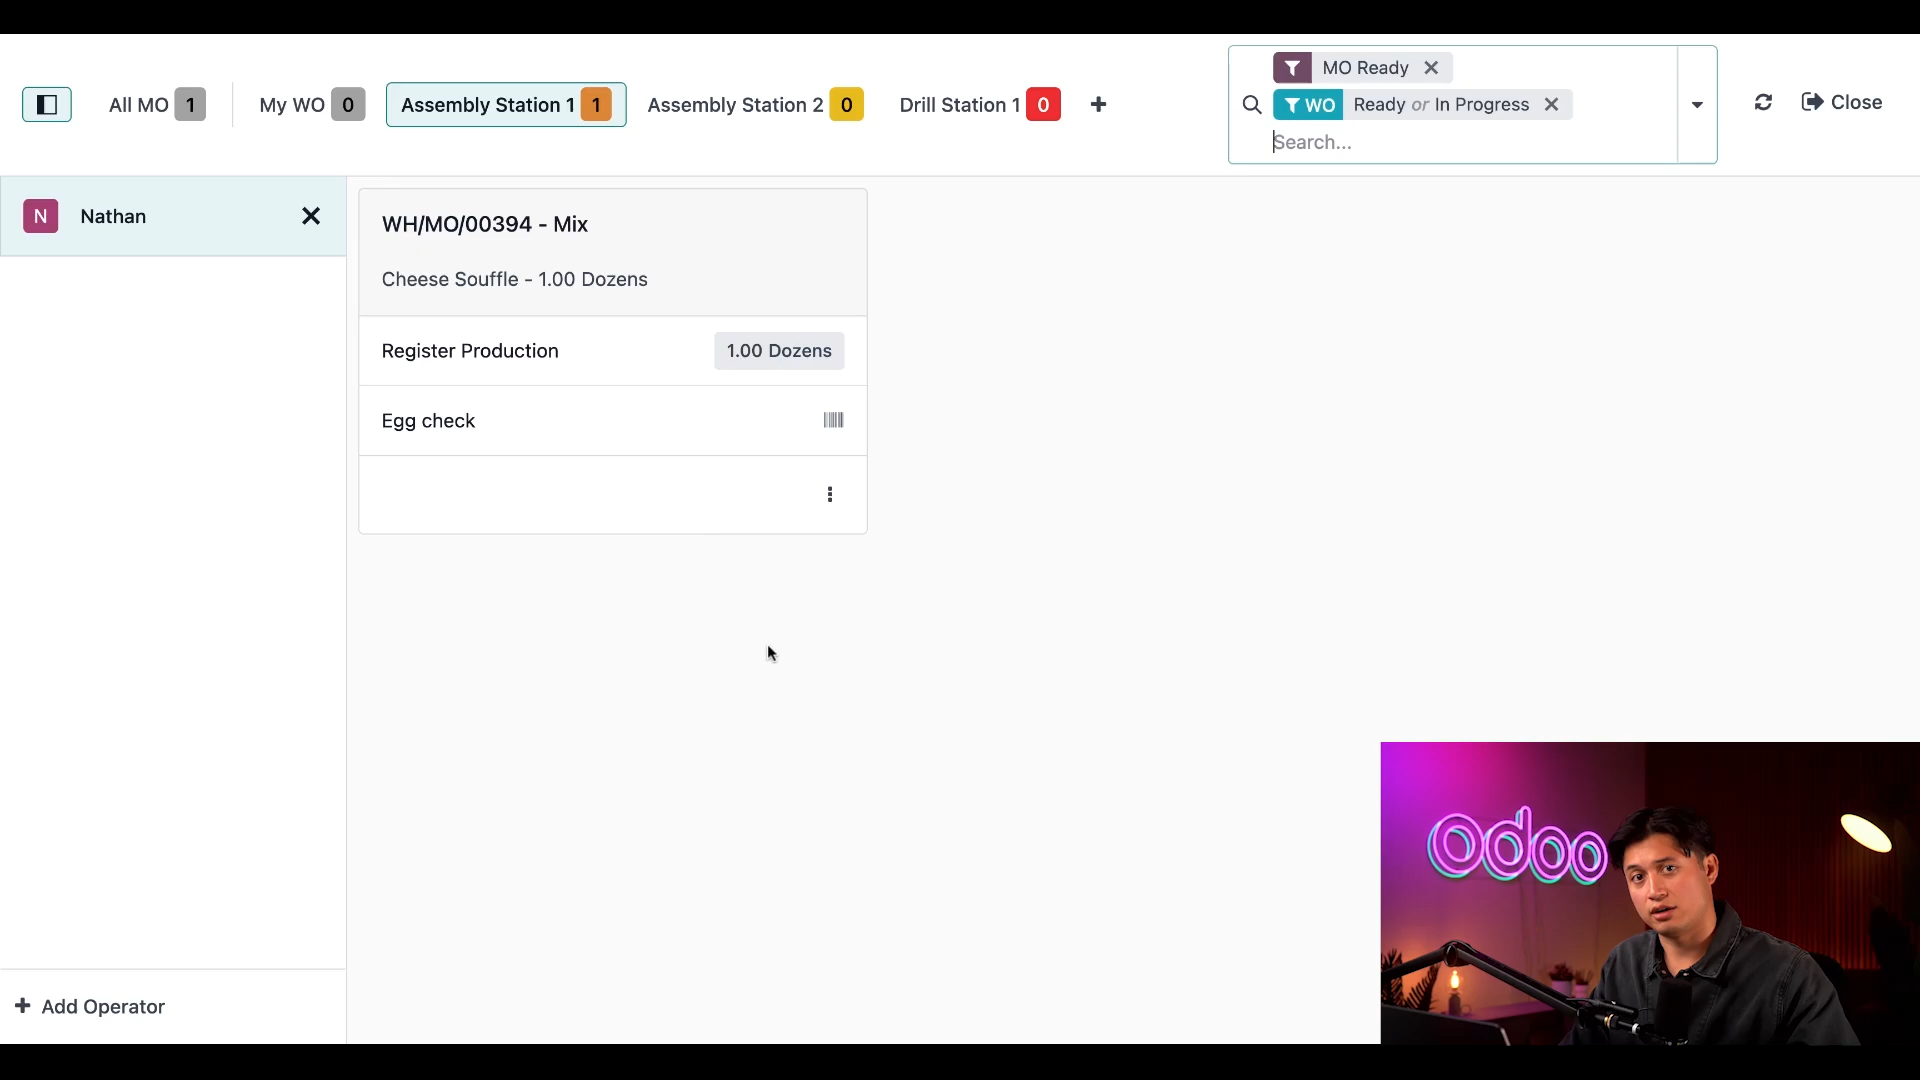 All MO 1
My WO 0
Assembly Station 1 1
Assembly Station 2 0
Drill Station 1 0
MO Ready
WO Ready or In Progress
Search...
Close
N Nathan
WH/MO/00394 - Mix
Cheese Souffle - 1.00 Dozens
Register Production 1.00 Dozens
Egg check
Add Operator
odoo